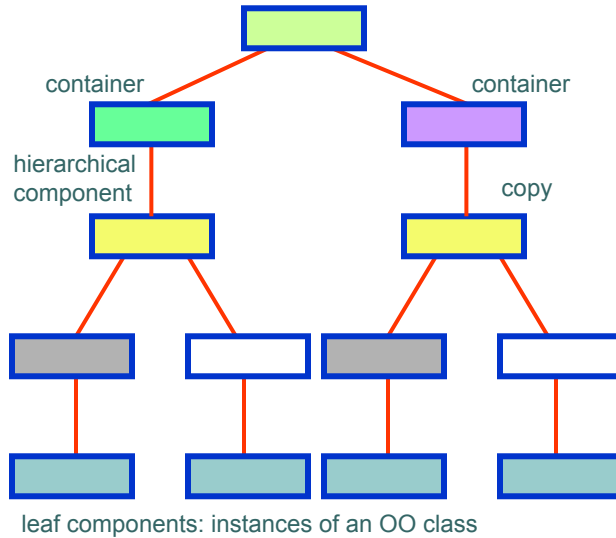 container
container
hierarchical
component
copy
leaf components: instances of an OO class